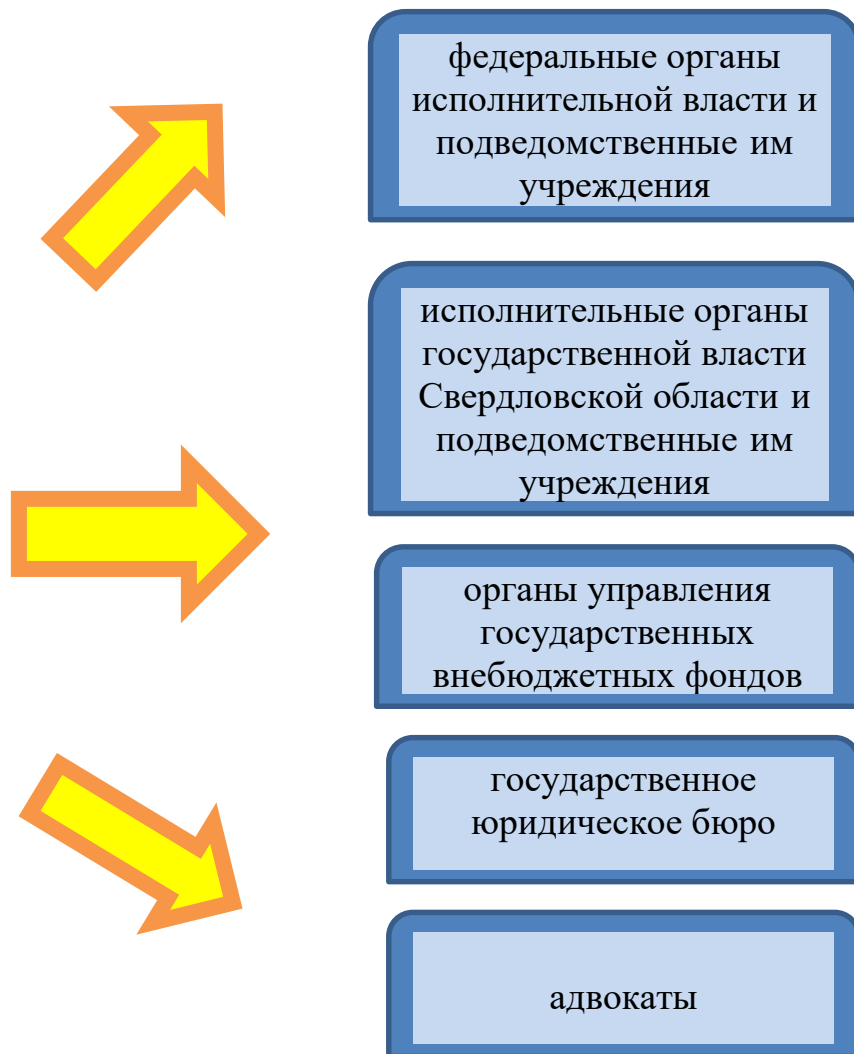 федеральные органы
исполнительной власти и
подведомственные им
учреждения
исполнительные органы
государственной власти
Свердловской области и
подведомственные им
учреждения
органы управления
государственных
внебюджетных фондов
государственное
юридическое бюро
адвокаты